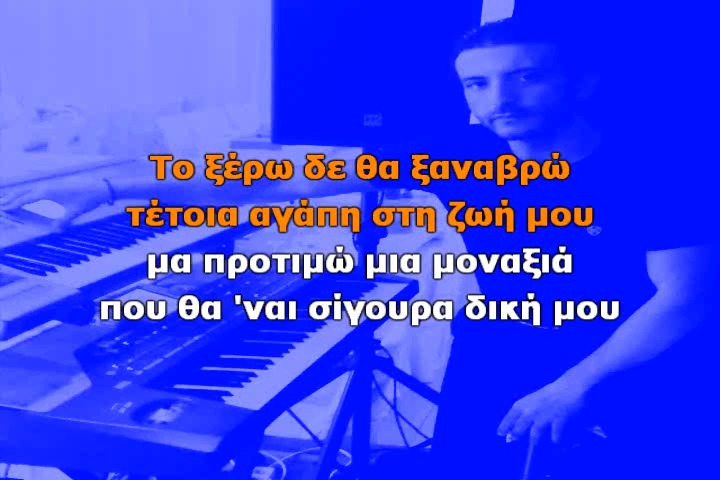 Το ξέρω δε θα ξαναβρώ
τέτοια αγάπη στη ζωή μου
μα προτιμώ μια μοναξιά
που θα 'ναι σίγουρα δική μου